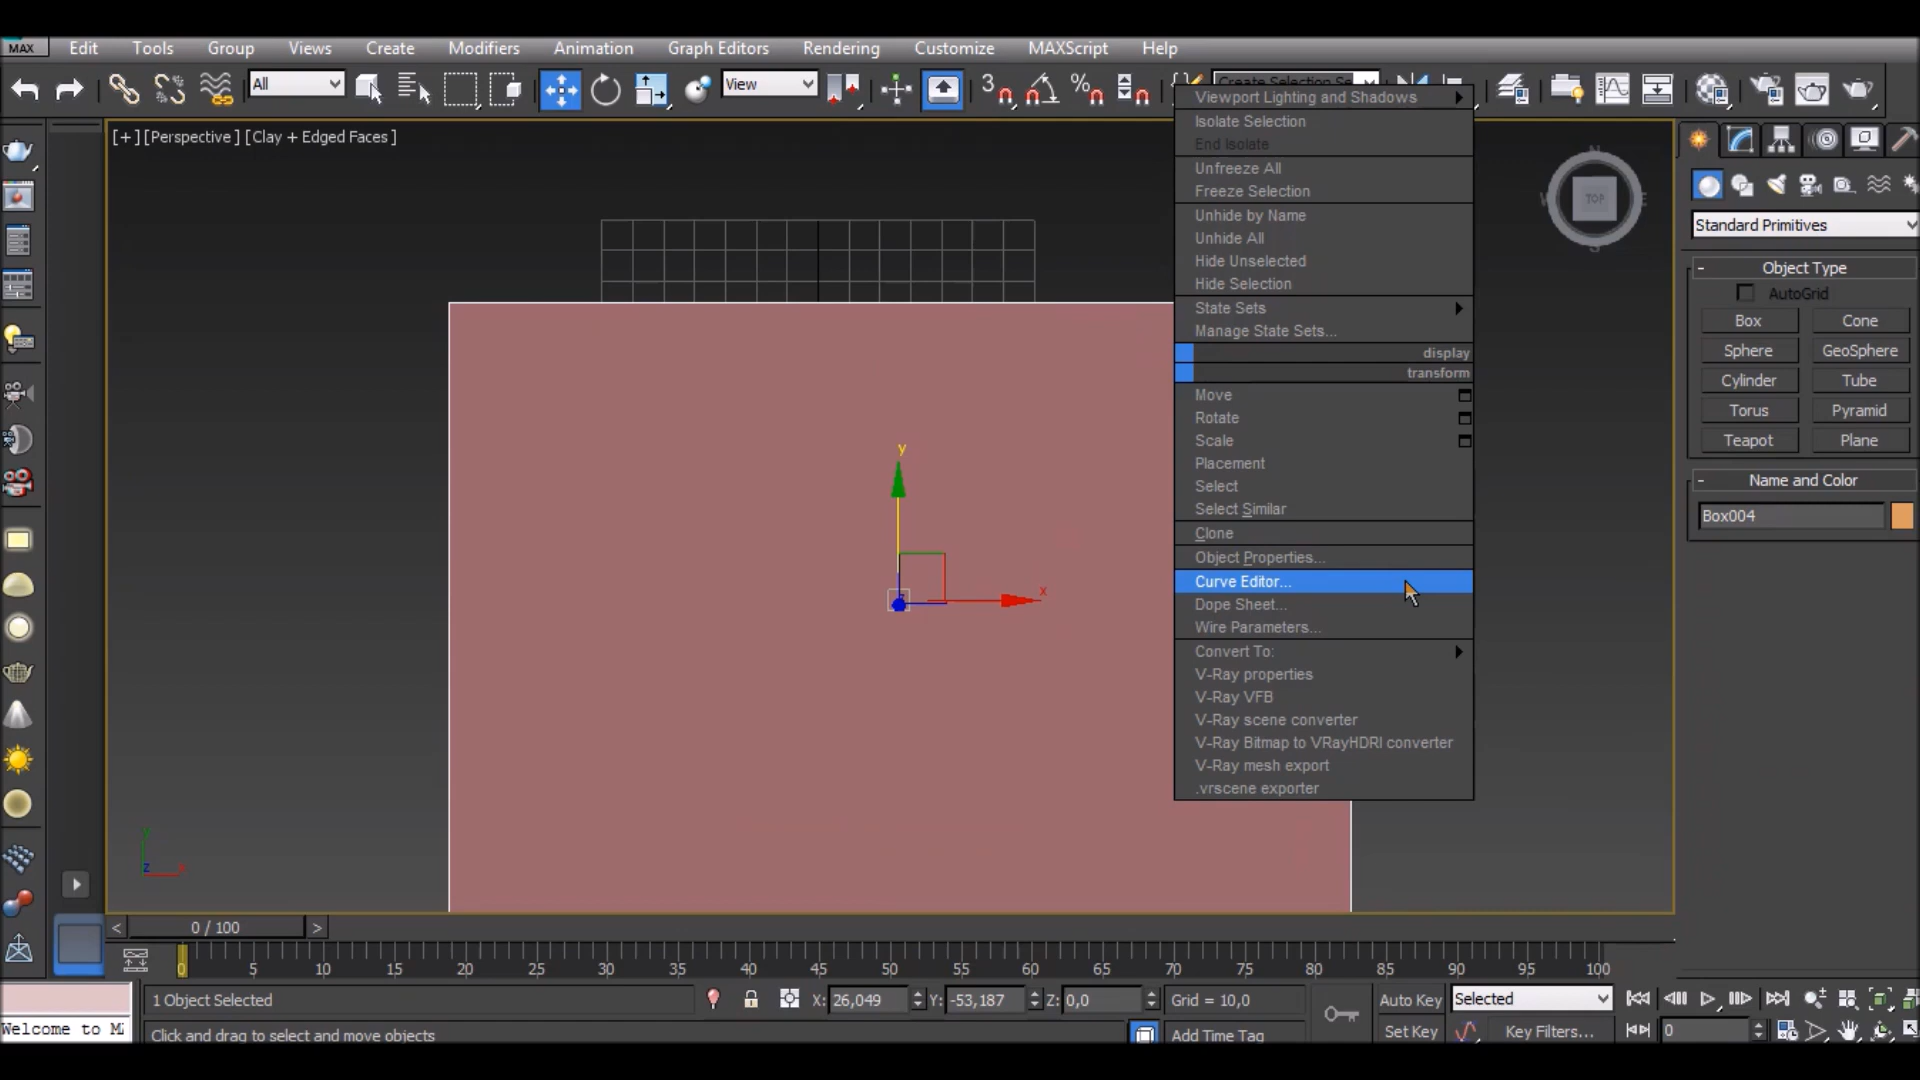 MAX Edit Tools Group Views Create Modifiers Animation Graph Editors Rendering Customize MAXScript Help
All
View
3
%
[+] [Perspective] [Clay + Edged Faces]
TOP
Viewport Lighting and Shadows
Isolate Selection
End Isolate
Unfreeze All
Freeze Selection
Unhide by Name
Unhide All
Hide Unselected
Hide Selection
State Sets
Manage State Sets...
display
transform
Move
Rotate
Scale
Placement
Select
Select Similar
Clone
Object Properties...
Curve Editor...
Dope Sheet...
Wire Parameters...
Convert To:
V-Ray properties
V-Ray VFB
V-Ray scene converter
V-Ray Bitmap to VRayHDRI converter
V-Ray mesh export
.vrscene exporter
y
x
Standard Primitives
- Object Type
AutoGrid
Box Cone
Sphere GeoSphere
Cylinder Tube
Torus Pyramid
Teapot Plane
- Name and Color
Box004
< 0 / 100 >
0 5 10 15 20 25 30 35 40 45 50 55 60 65 70 75 80 85 90 95 100
1 Object Selected X: 26,049 Y: -53,187 Z: 0,0 Grid = 10,0 Auto Key Selected
Welcome to Click and drag to select and move objects Add Time Tag Set Key Key Filters... 0